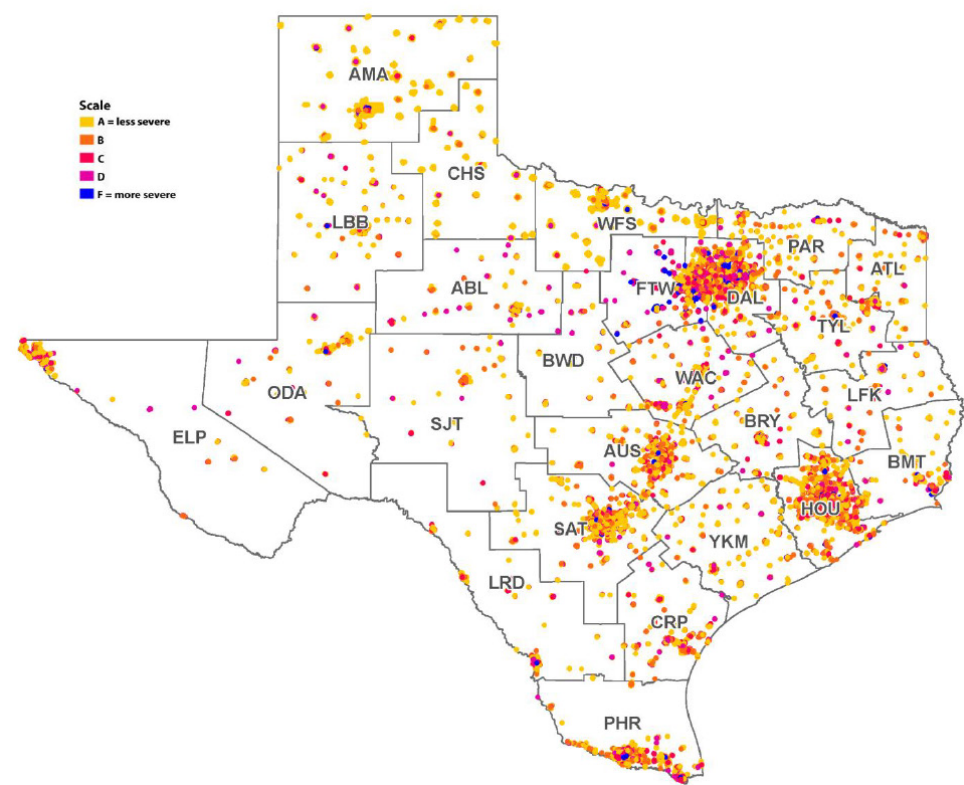 Scale
A = less severe
B
C
D
F = more severe
AMA
CHS
LBB
WFS
PAR
ATL
ABL
FTW
DAL
TYL
BWD
WAC
ODA
LFK
SJT
BRY
ELP
AUS
BMT
HOU
SAT
YKM
LRD
CRP
PHR